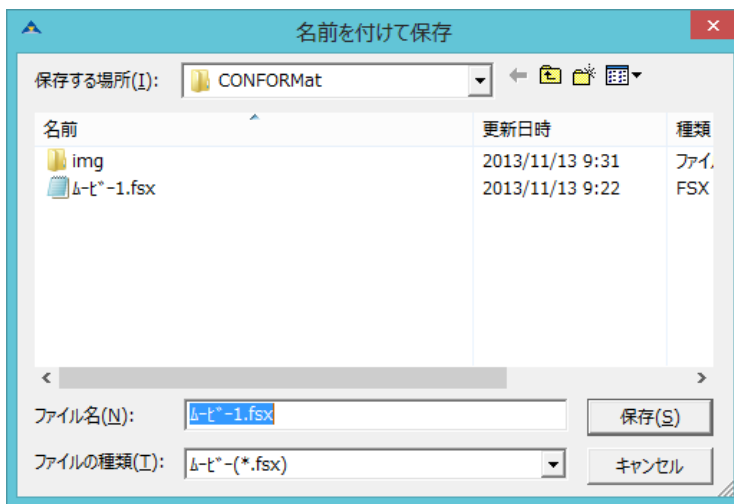 名前を付けて保存
保存する場所(I): CONFORMat
名前 更新日時 種類
img 2013/11/13 9:31 ファイ
ﾑｰﾋﾞｰ1.fsx 2013/11/13 9:22 FSX
ファイル名(N): ﾑｰﾋﾞｰ1.fsx 保存(S)
ファイルの種類(T): ﾑｰﾋﾞｰ(*.fsx) キャンセル